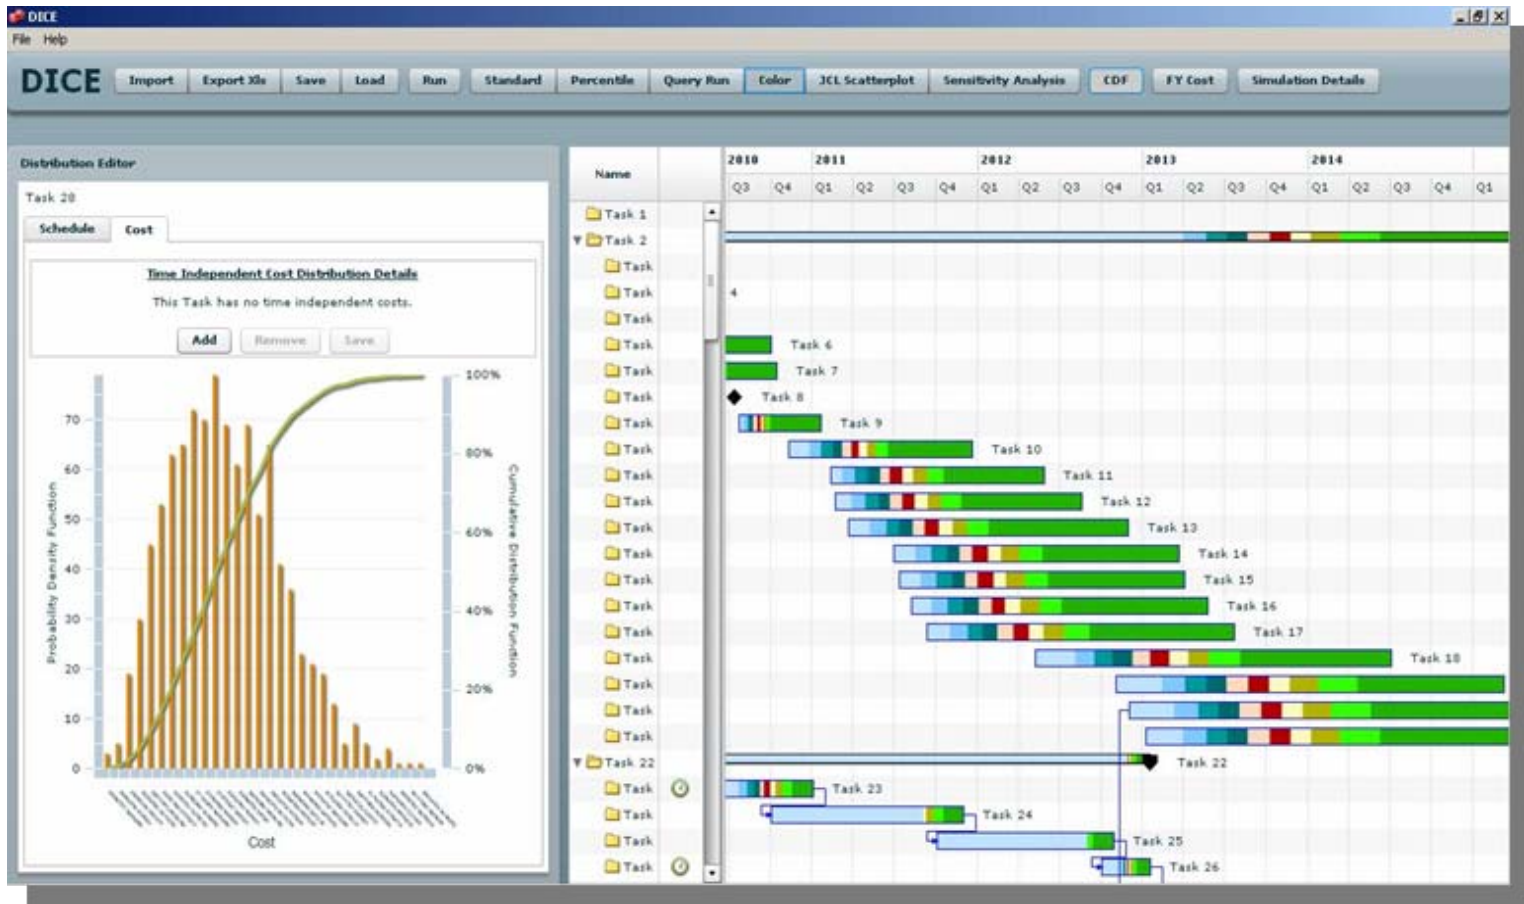 DICE
File Help
DICE Import Export Xls Save Load Run Standard Percentile Query Run Color JCL Scatterplot Sensitivity Analysis CDF FY Cost Simulation Details
Distribution Editor
Task 28
Schedule Cost
Time Independent Cost Distribution Details
This Task has no time independent costs.
Add Remove Save
100%
80%
60%
40%
20%
0%
70
60
50
40
30
20
10
0
Probability Density Function
Cumulative Distribution Function
Cost
Name
2010 2011 2012 2013 2014
Q3 Q4 Q1 Q2 Q3 Q4 Q1 Q2 Q3 Q4 Q1 Q2 Q3 Q4 Q1 Q2 Q3 Q4 Q1
Task 1
Task 2
Task
Task 4
Task
Task Task 6
Task Task 7
Task Task 8
Task Task 9
Task Task 10
Task Task 11
Task Task 12
Task Task 13
Task Task 14
Task Task 15
Task Task 16
Task Task 17
Task Task 18
Task
Task
Task
Task 22 Task 22
Task Task 23
Task Task 24
Task Task 25
Task Task 26